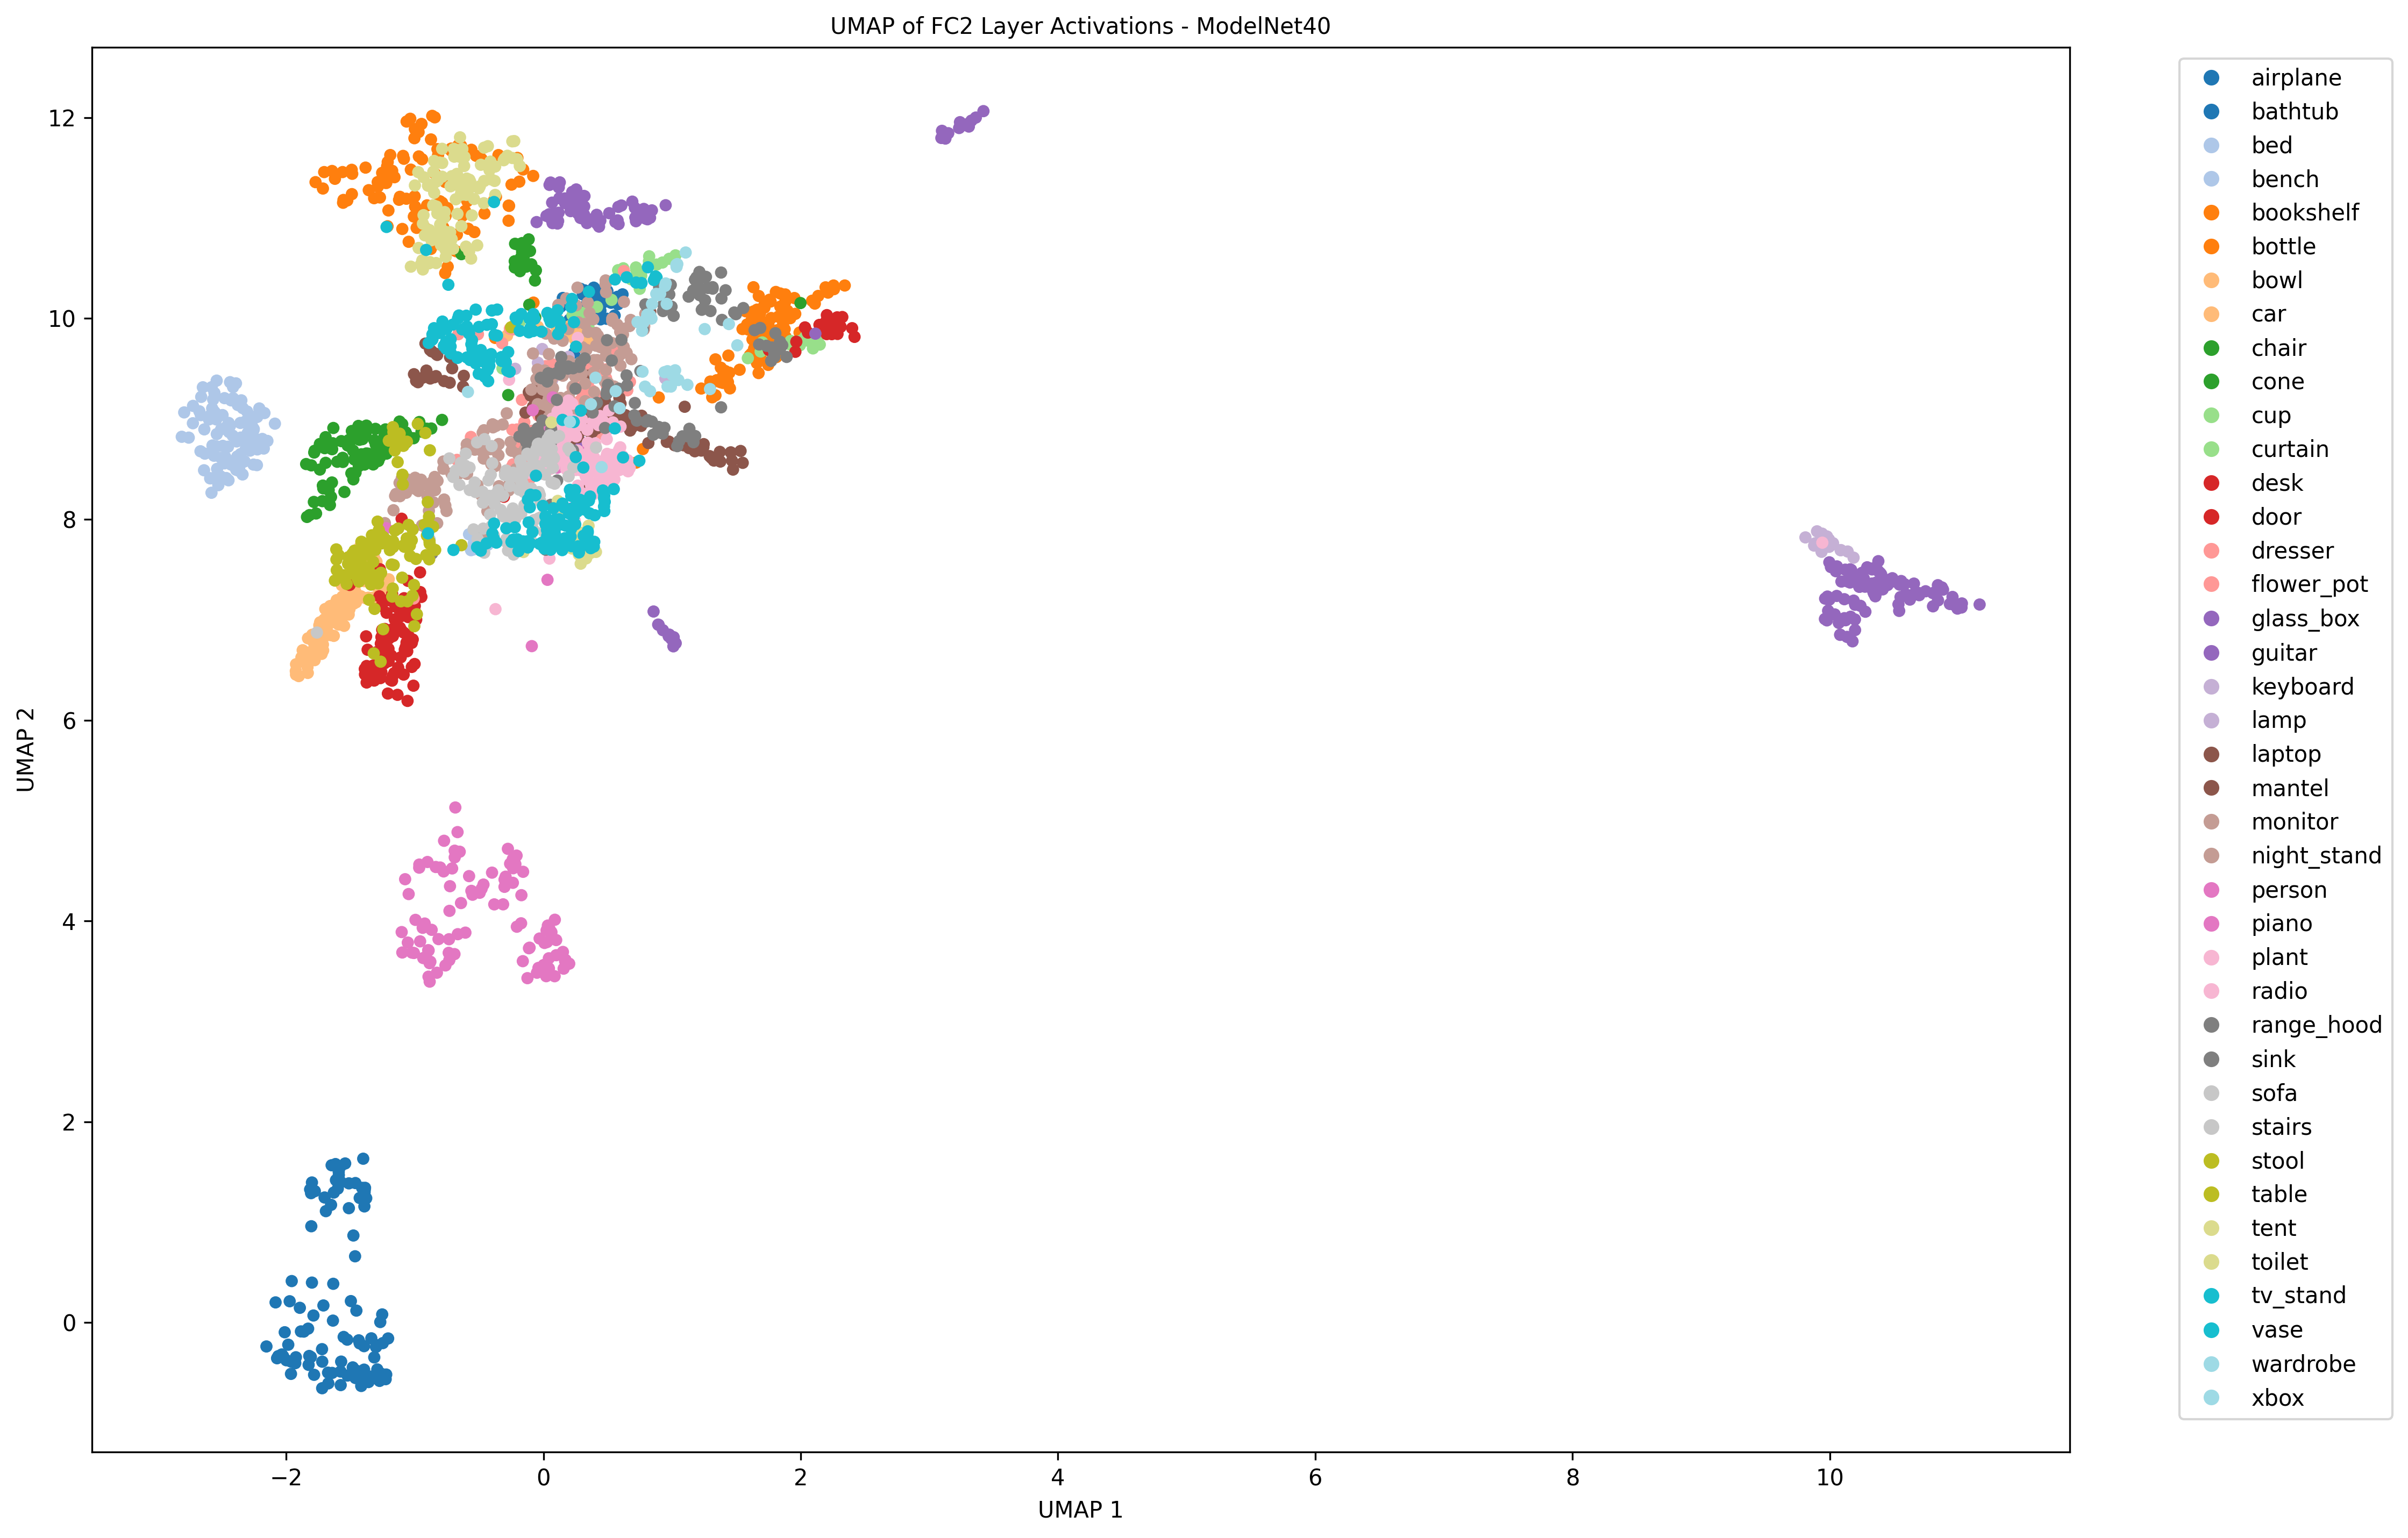 UMAP of FC2 Layer Activations - ModelNet40
12
10
8
6
4
2
0
UMAP 2
−2
0
2
4
6
8
10
UMAP 1
airplane
bathtub
bed
bench
bookshelf
bottle
bowl
car
chair
cone
cup
curtain
desk
door
dresser
flower_pot
glass_box
guitar
keyboard
lamp
laptop
mantel
monitor
night_stand
person
piano
plant
radio
range_hood
sink
sofa
stairs
stool
table
tent
toilet
tv_stand
vase
wardrobe
xbox